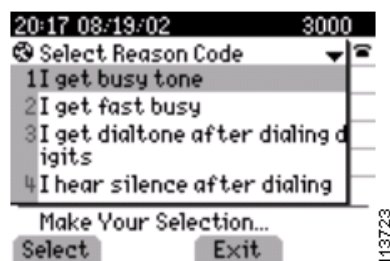 20:17 08/19/02 3000
Select Reason Code
1 I get busy tone
2 I get fast busy
3 I get dialtone after dialing d
igits
4 I hear silence after dialing
Make Your Selection...
Select Exit
113723